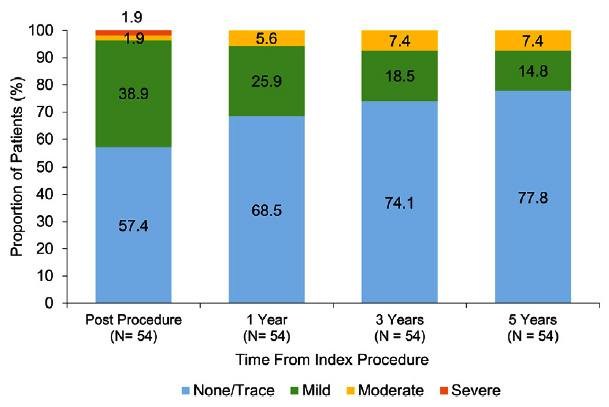 1.9
100
90
80
70
60
50
40
30
20
10
0
Proportion of Patients (%)
1.9
38.9
57.4
5.6
25.9
68.5
7.4
18.5
74.1
7.4
14.8
77.8
Post Procedure
(N= 54)
1 Year
(N = 54)
3 Years
(N = 54)
5 Years
(N = 54)
Time From Index Procedure
None/Trace Mild Moderate Severe